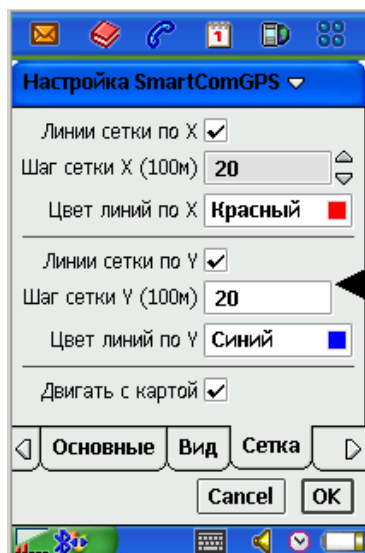 1
Настройка SmartComGPS
Линии сетки по X
Шаг сетки X (100м) 20
Цвет линий по X Красный
Линии сетки по Y
Шаг сетки Y (100м) 20
Цвет линий по Y Синий
Двигать с картой
Основные Вид Сетка
Cancel OK